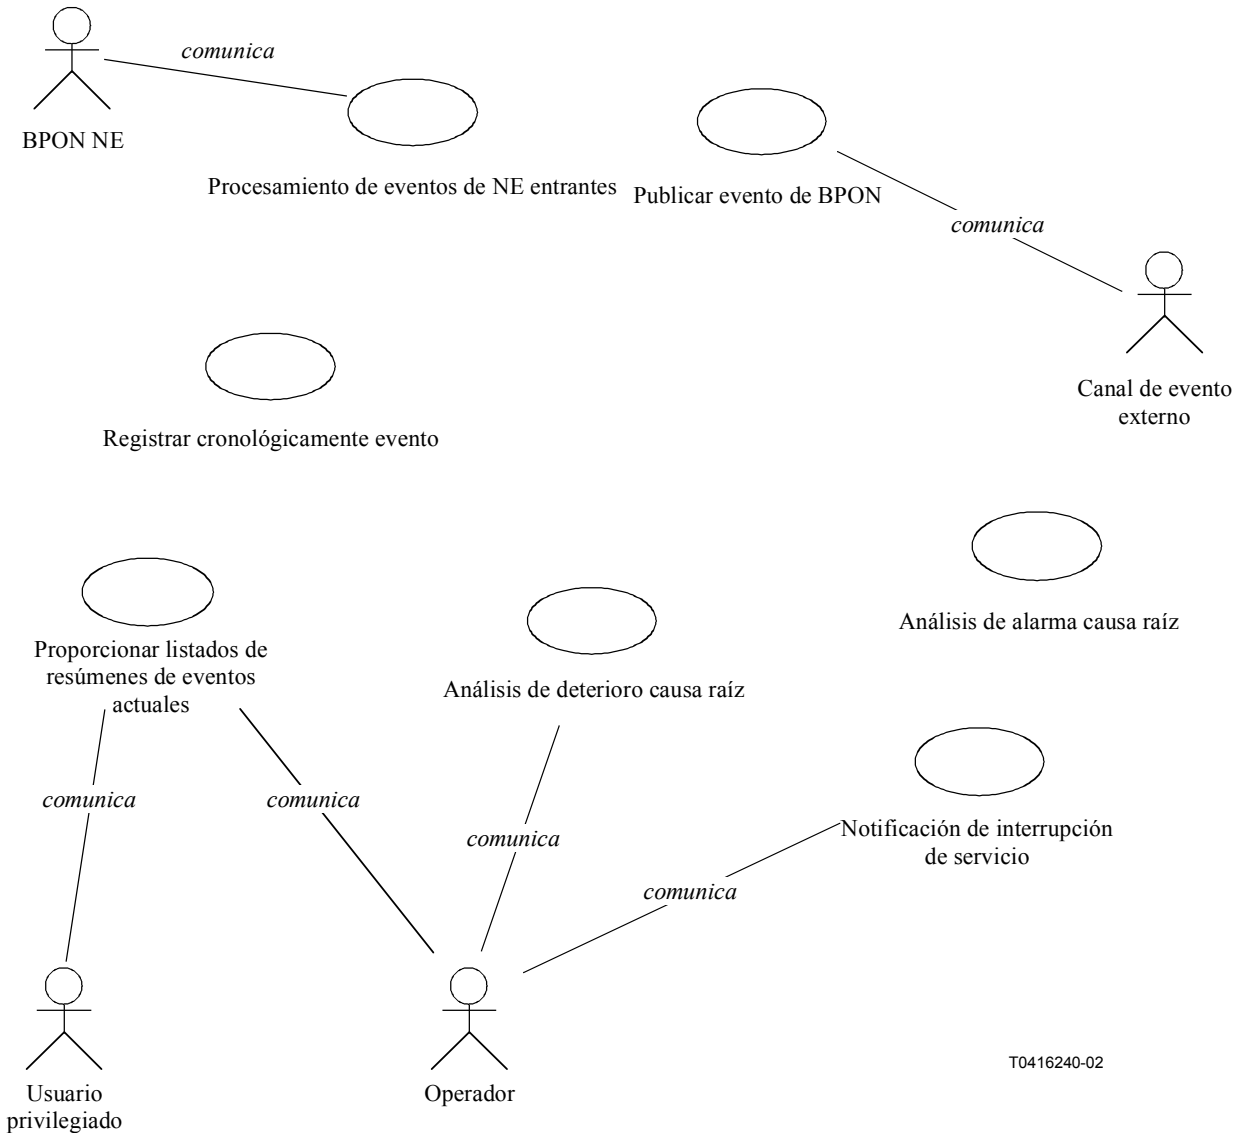 comunica
BPON NE
Procesamiento de eventos de NE entrantes
Publicar evento de BPON
comunica
Canal de evento
externo
Registrar cronológicamente evento
Análisis de alarma causa raíz
Proporcionar listados de
resúmenes de eventos
actuales
Análisis de deterioro causa raíz
comunica
comunica
comunica
Notificación de interrupción
de servicio
comunica
Usuario
privilegiado
Operador
T0416240-02